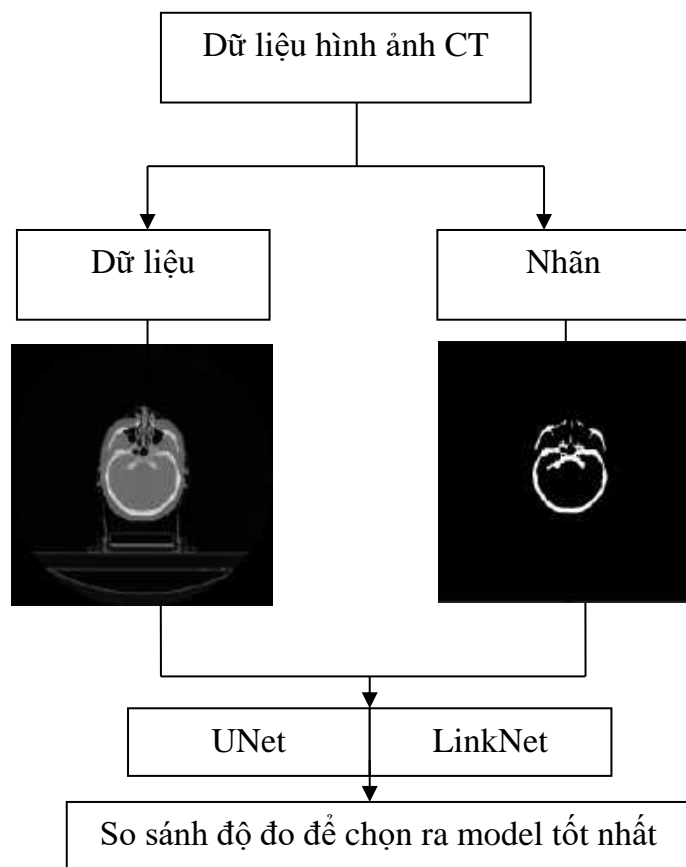 Dữ liệu hình ảnh CT
Dữ liệu
Nhãn
UNet
LinkNet
So sánh độ đo để chọn ra model tốt nhất